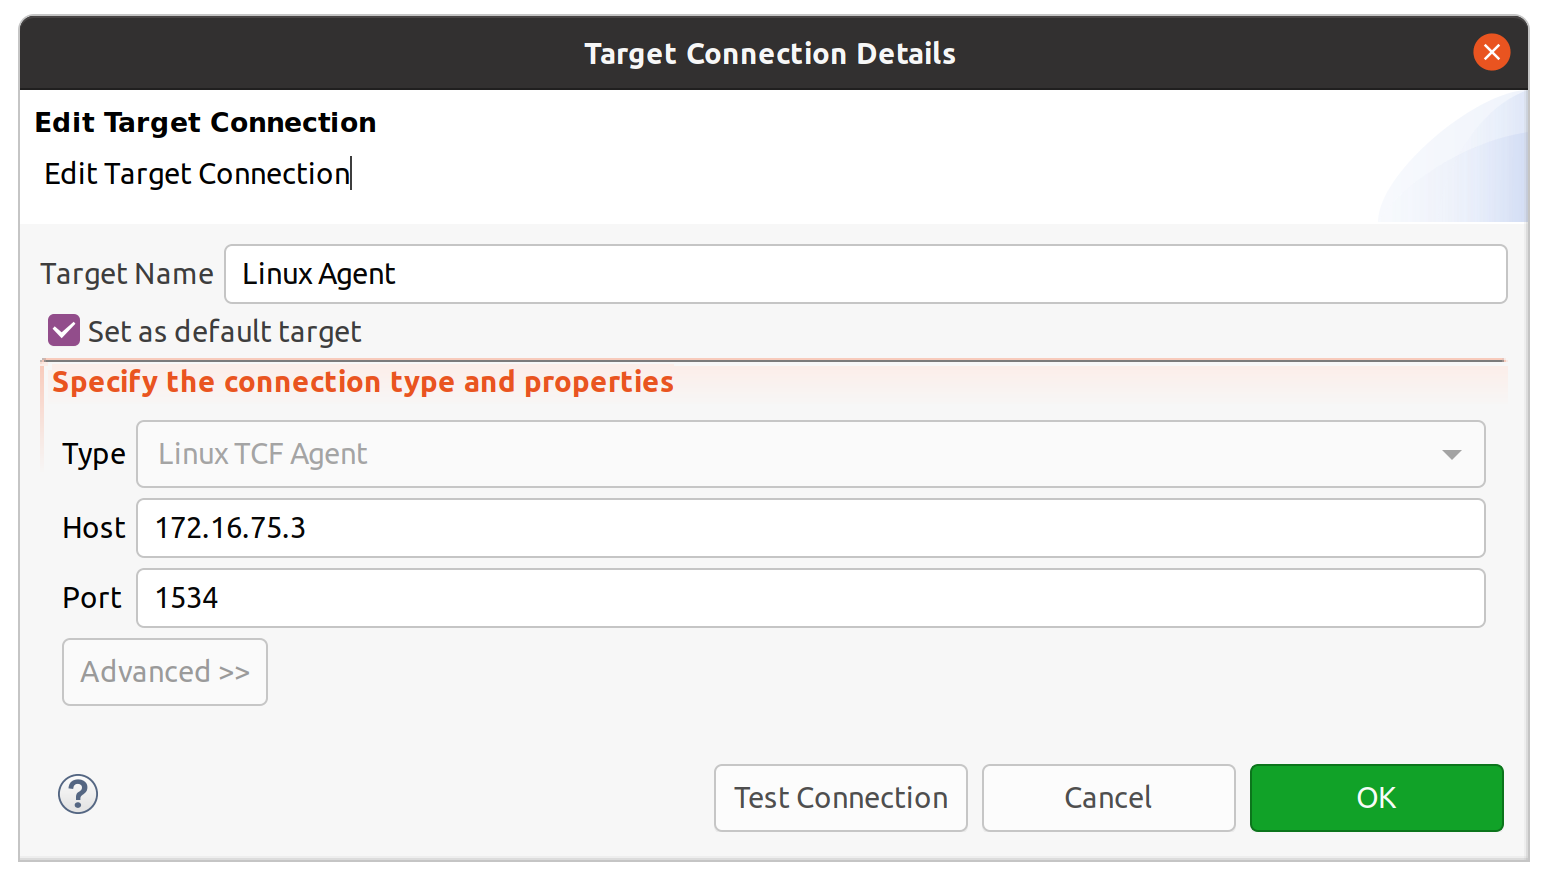 Target Connection Details
Edit Target Connection
Edit Target Connection
Target Name Linux Agent
Set as default target
Specify the connection type and properties
Type Linux TCF Agent
Host 172.16.75.3
Port 1534
Advanced >>
? Test Connection Cancel OK